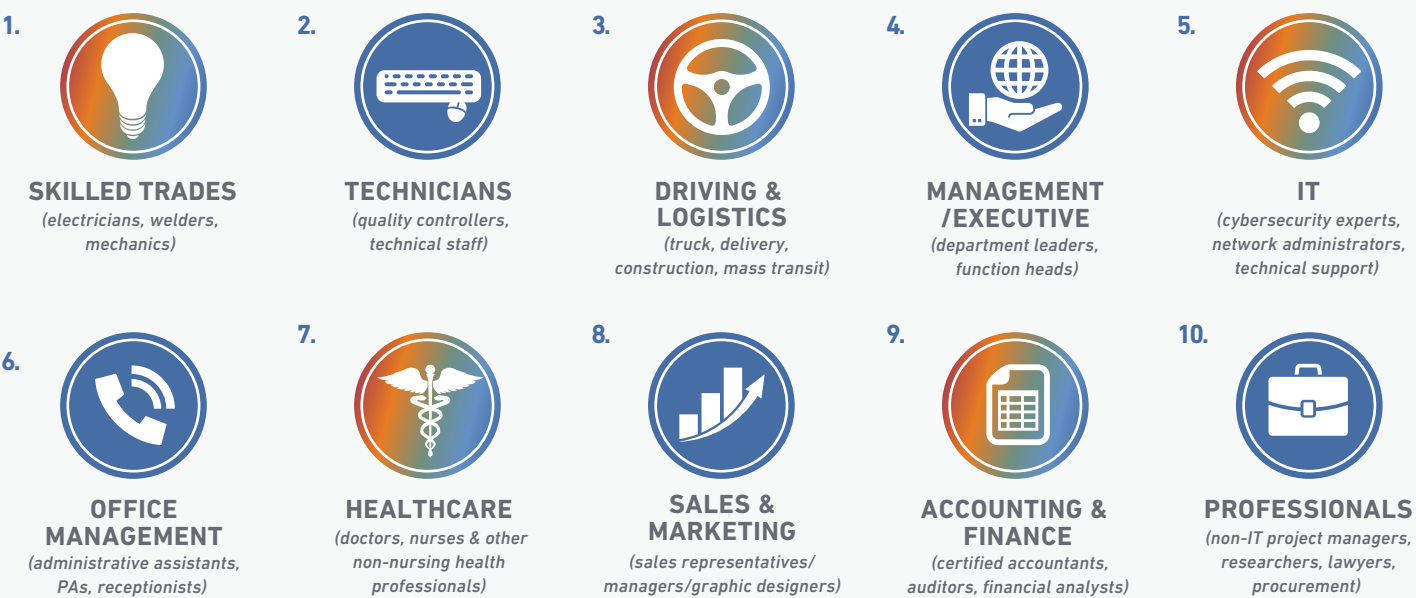 1.
SKILLED TRADES
(electricians, welders,
mechanics)
2.
TECHNICIANS
(quality controllers,
technical staff)
3.
DRIVING &
LOGISTICS
(truck, delivery,
construction, mass transit)
4.
MANAGEMENT
/EXECUTIVE
(department leaders,
function heads)
5.
IT
(cybersecurity experts,
network administrators,
technical support)
6.
OFFICE
MANAGEMENT
(administrative assistants,
PAs, receptionists)
7.
HEALTHCARE
(doctors, nurses & other
non-nursing health
professionals)
8.
SALES &
MARKETING
(sales representatives/
managers/graphic designers)
9.
ACCOUNTING &
FINANCE
(certified accountants,
auditors, financial analysts)
10.
PROFESSIONALS
(non-IT project managers,
researchers, lawyers,
procurement)